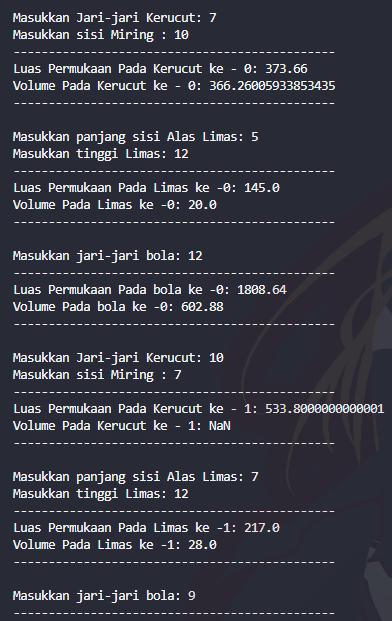 Masukkan Jari-jari Kerucut: 7
Masukkan sisi Miring : 10
----------------------------------------------
Luas Permukaan Pada Kerucut ke - 0: 373.66
Volume Pada Kerucut ke - 0: 366.26005933853435
----------------------------------------------
Masukkan panjang sisi Alas Limas: 5
Masukkan tinggi Limas: 12
----------------------------------------------
Luas Permukaan Pada Limas ke -0: 145.0
Volume Pada Limas ke -0: 20.0
----------------------------------------------
Masukkan jari-jari bola: 12
----------------------------------------------
Luas Permukaan Pada bola ke -0: 1808.64
Volume Pada bola ke -0: 602.88
----------------------------------------------
Masukkan Jari-jari Kerucut: 10
Masukkan sisi Miring : 7
----------------------------------------------
Luas Permukaan Pada Kerucut ke - 1: 533.8000000000001
Volume Pada Kerucut ke - 1: NaN
----------------------------------------------
Masukkan panjang sisi Alas Limas: 7
Masukkan tinggi Limas: 12
----------------------------------------------
Luas Permukaan Pada Limas ke -1: 217.0
Volume Pada Limas ke -1: 28.0
----------------------------------------------
Masukkan jari-jari bola: 9
----------------------------------------------